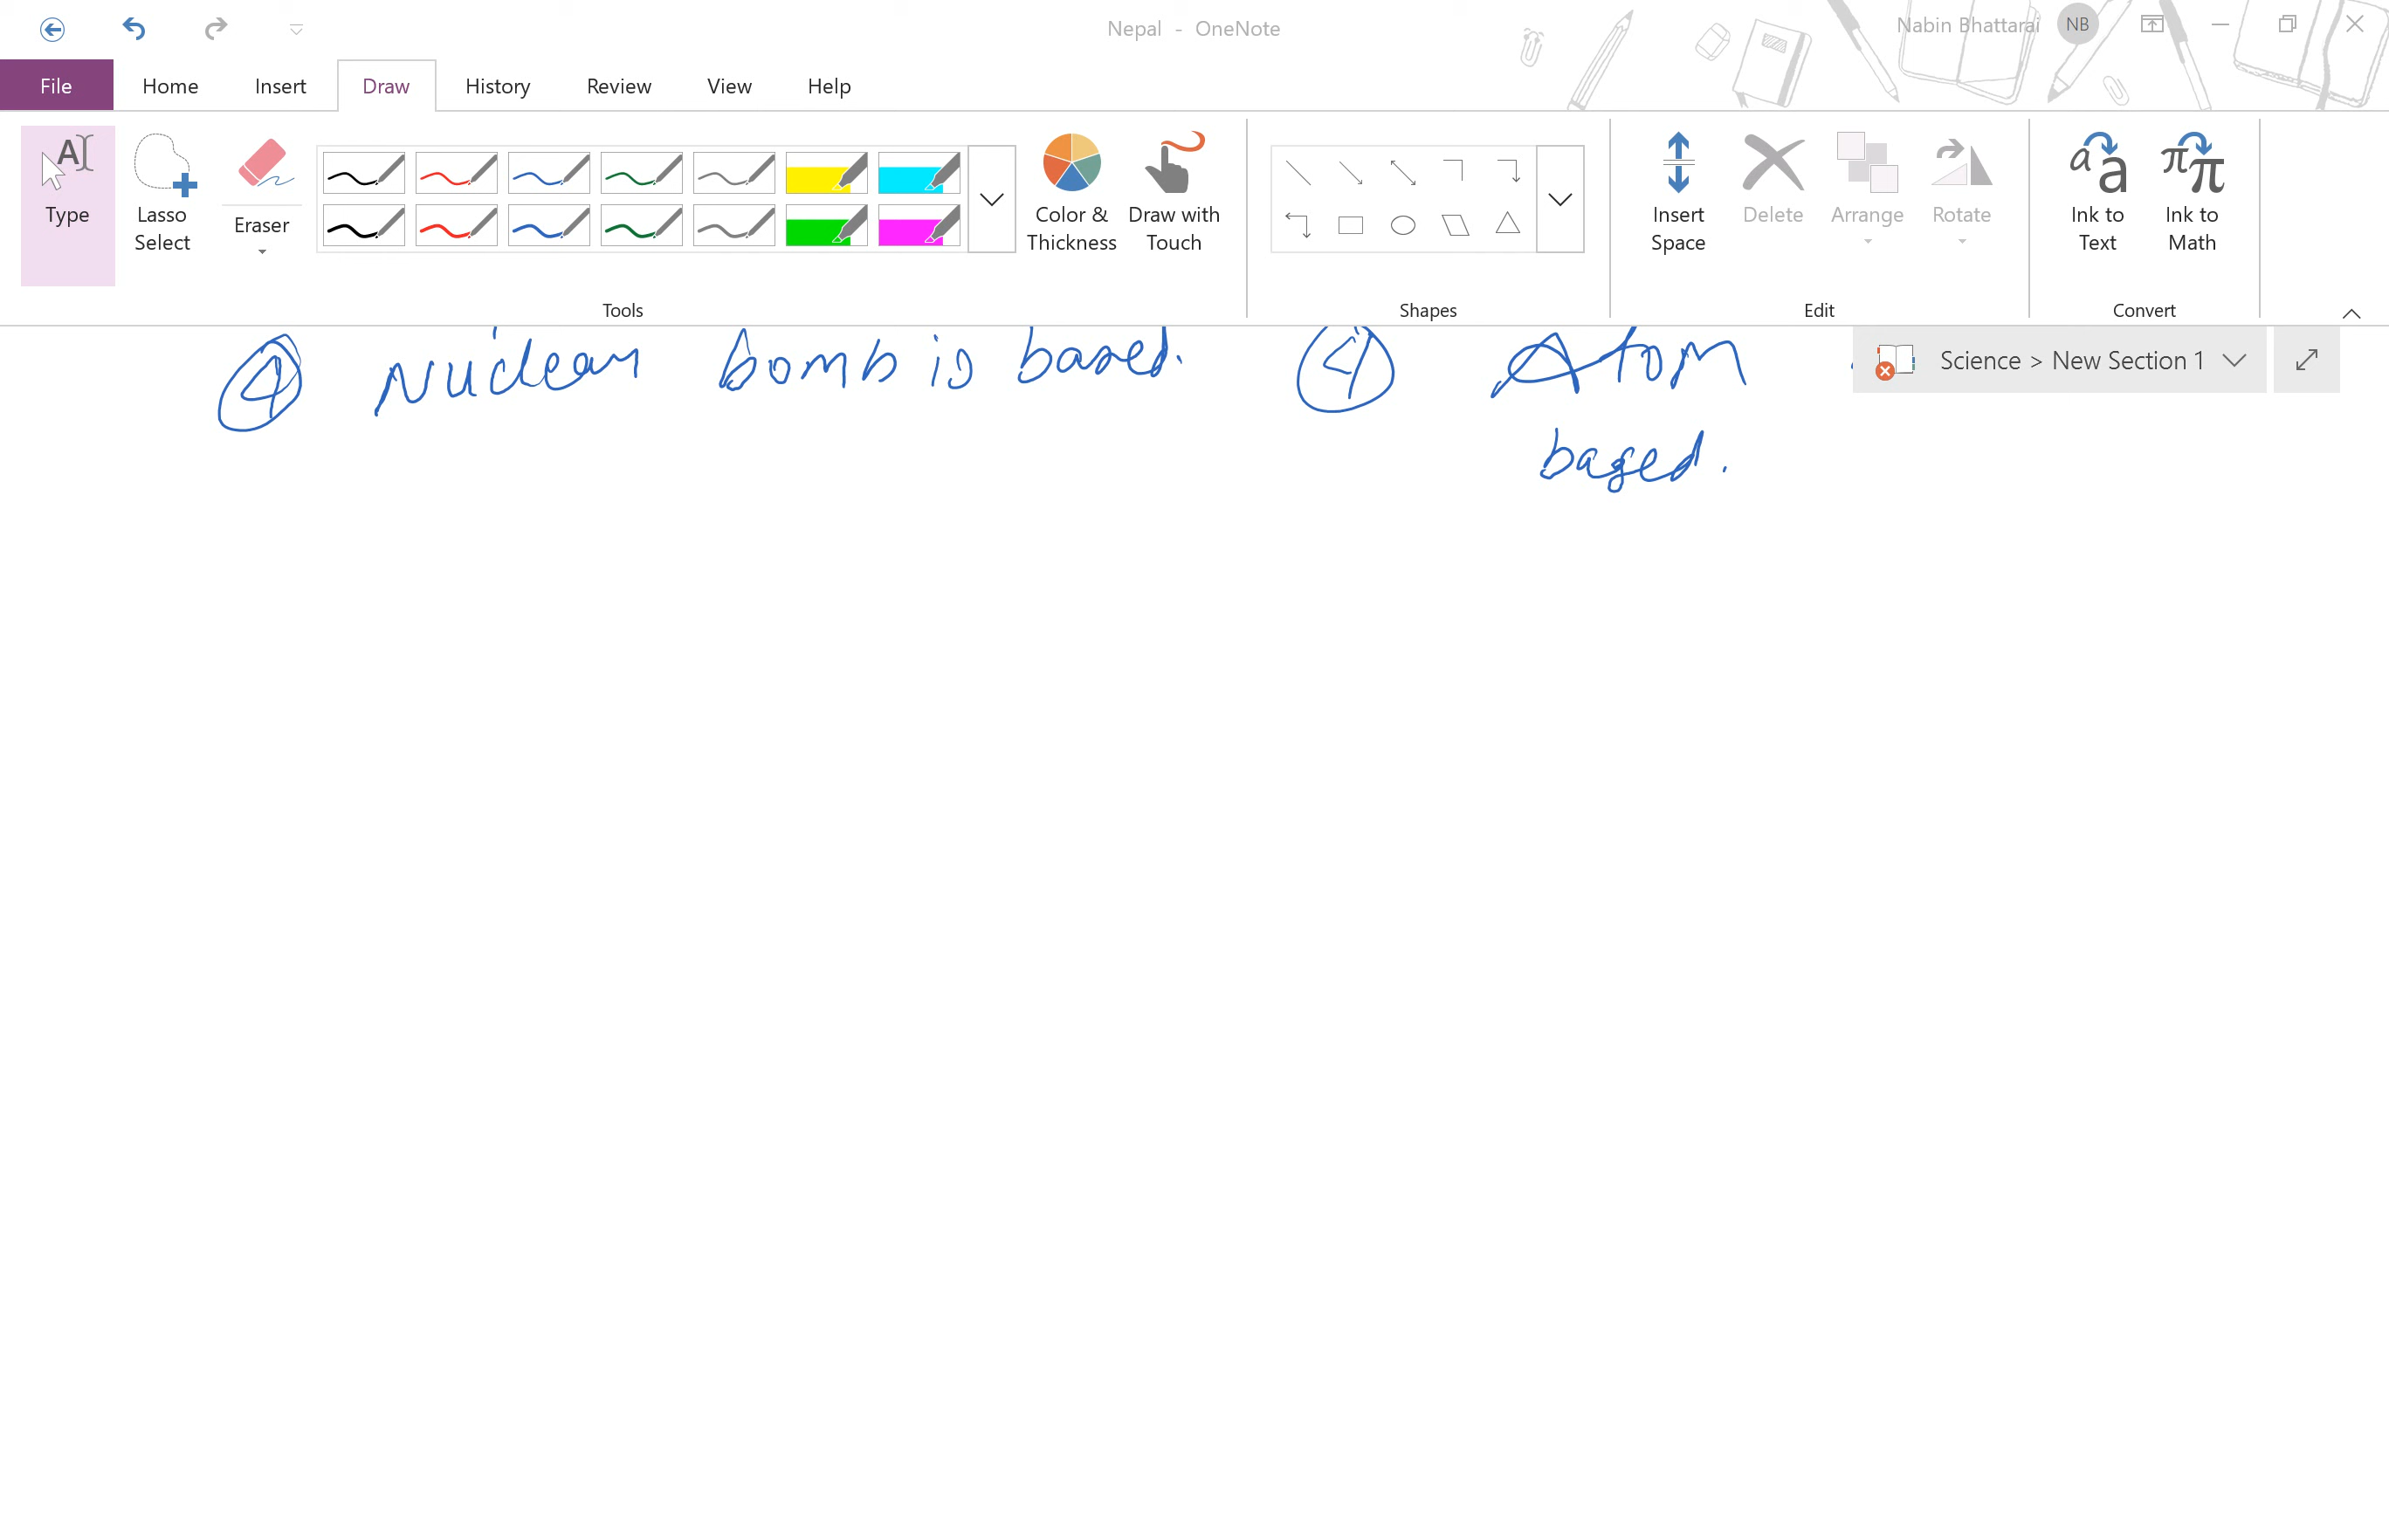 Nepal - OneNote
Nabin Bhattarai NB
File Home Insert Draw History Review View Help
Type
Lasso Select
Eraser
Color & Thickness
Draw with Touch
Insert Space
Delete
Arrange
Rotate
Ink to Text
Ink to Math
Tools Shapes Edit Convert
Science > New Section 1
④ Nuclear bomb is based.
④ Atom
based.